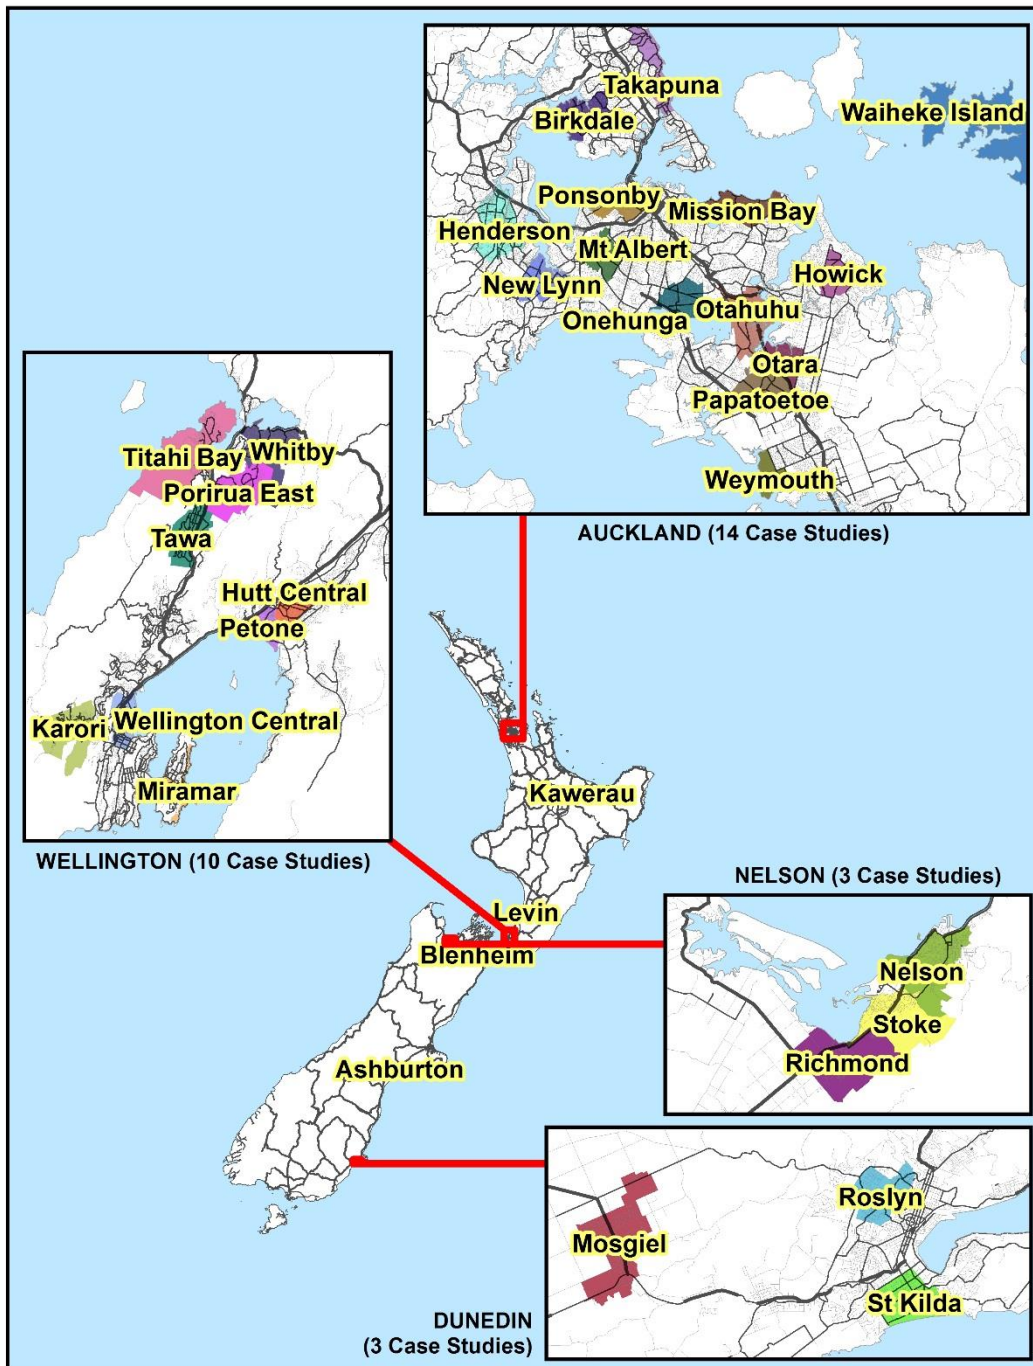 Takapuna
Waiheke Island
Birkdale
Ponsonby
Mission Bay
Henderson
Mt Albert
Howick
New Lynn
Onehunga
Otahuhu
Otara
Papatoetoe
Weymouth
AUCKLAND (14 Case Studies)
Titahi Bay
Whitby
Porirua East
Tawa
Hutt Central
Petone
Karori
Wellington Central
Miramar
WELLINGTON (10 Case Studies)
Kawerau
Levin
Blenheim
Ashburton
NELSON (3 Case Studies)
Nelson
Stoke
Richmond
Roslyn
Mosgiel
St Kilda
DUNEDIN
(3 Case Studies)